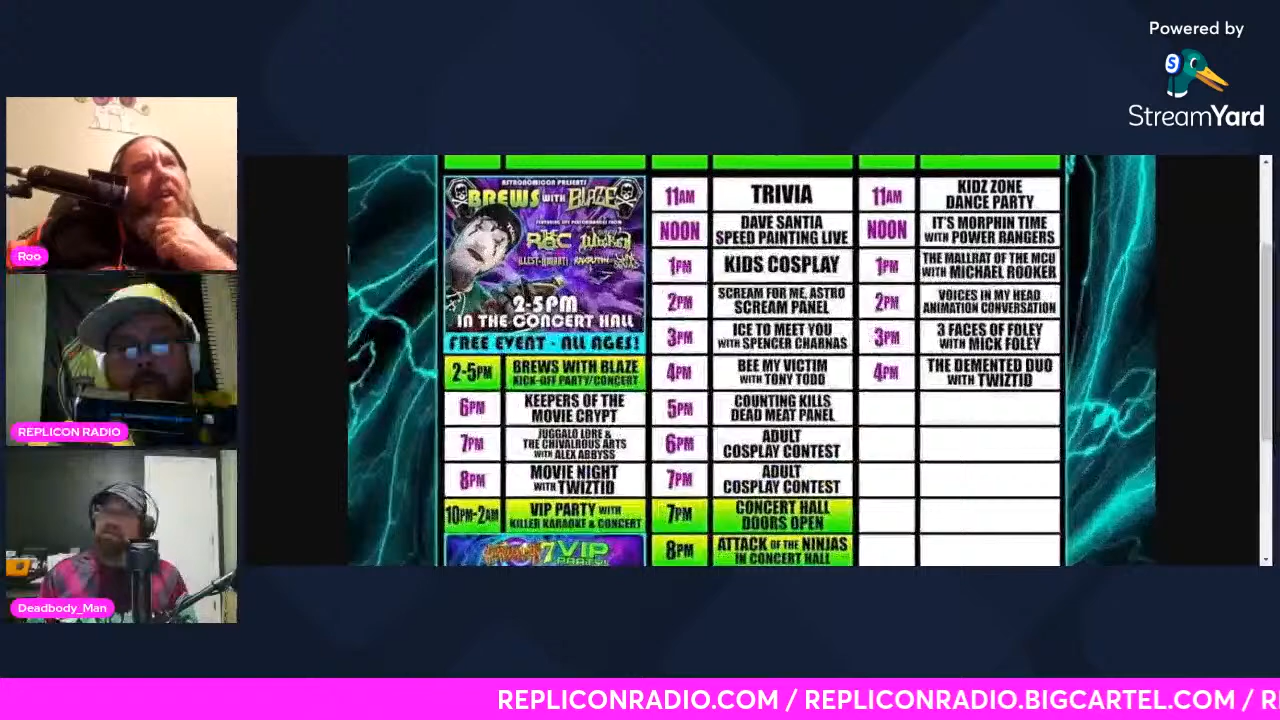 Powered by
StreamYard
Roo
REPLICON RADIO
Deadbody_Man
ASTRONOMICON PRESENTS
BREWS WITH BLAZE
2-5PM
IN THE CONCERT HALL
FREE EVENT - ALL AGES!
2-5PM BREWS WITH BLAZE
KICK-OFF PARTY/CONCERT
6PM KEEPERS OF THE
MOVIE CRYPT
7PM JUGGALO LORE &
THE CHIVALROUS ARTS
WITH ALEX ABBYSS
8PM MOVIE NIGHT
WITH TWIZTID
10PM-2AM VIP PARTY WITH
KILLER KARAOKE & CONCERT
7 VIP
11AM TRIVIA
NOON DAVE SANTIA
SPEED PAINTING LIVE
1PM KIDS COSPLAY
2PM SCREAM FOR ME, ASTRO
SCREAM PANEL
3PM ICE TO MEET YOU
WITH SPENCER CHARNAS
4PM BEE MY VICTIM
WITH TONY TODD
5PM COUNTING KILLS
DEAD MEAT PANEL
6PM ADULT
COSPLAY CONTEST
7PM ADULT
COSPLAY CONTEST
7PM CONCERT HALL
DOORS OPEN
8PM ATTACK OF THE NINJAS
IN CONCERT HALL
11AM KIDZ ZONE
DANCE PARTY
NOON IT'S MORPHIN TIME
WITH POWER RANGERS
1PM THE MALLRAT OF THE MCU
WITH MICHAEL ROOKER
2PM VOICES IN MY HEAD
ANIMATION CONVERSATION
3PM 3 FACES OF FOLEY
WITH MICK FOLEY
4PM THE DEMENTED DUO
WITH TWIZTID
REPLICONRADIO.COM / REPLICONRADIO.BIGCARTEL.COM / R